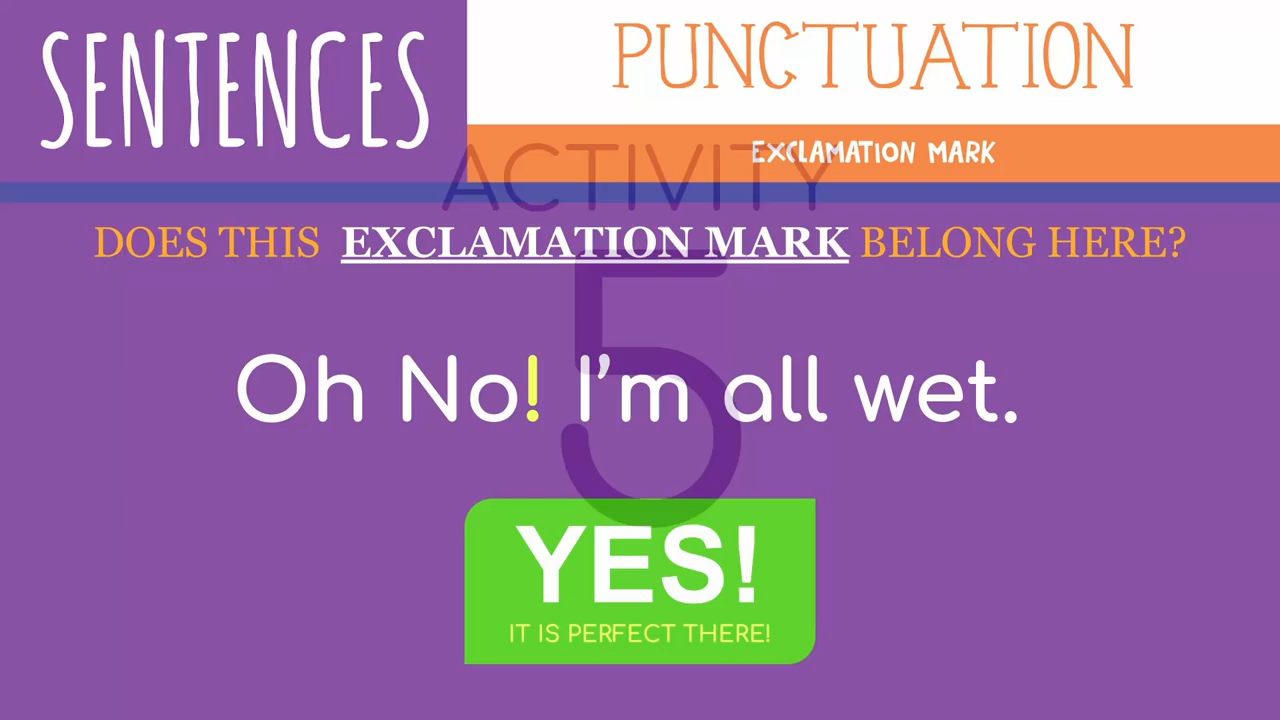 SENTENCES
PUNCTUATION
EXCLAMATION MARK
ACTIVITY
DOES THIS EXCLAMATION MARK BELONG HERE?
5
Oh No! I’m all wet.
YES!
IT IS PERFECT THERE!